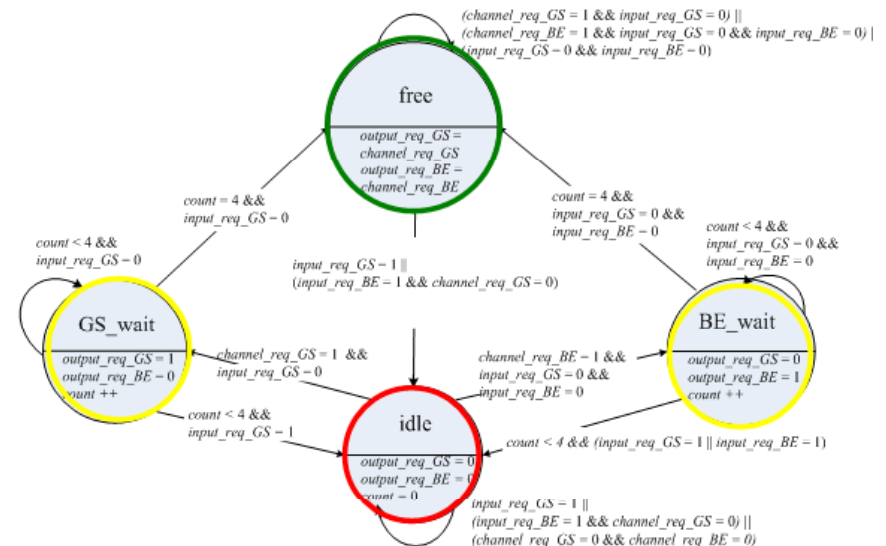 (channel_req_GS = 1 && input_req_GS = 0) ||
(channel_req_BE = 1 && input_req_GS = 0 && input_req_BE = 0) |
(input_req_GS - 0 && input_req_BE - 0)
free
output_req_GS =
channel_req_GS
output_req_BE =
channel_req_BE
count = 4 &&
input_req_GS - 0
count = 4 &&
input_req_GS = 0 &&
input_req_BE - 0
count < 4 &&
input_req_GS - 0
count < 4 &&
input_req_GS - 0 &&
input_req_BE = 0
input_req_GS - 1 ||
(input_req_BE = 1 && channel_req_GS = 0)
GS_wait
output_req_GS = 1
output_req_BE - 0
count ++
BE_wait
output_req_GS = 0
output_req_BE = 1
count ++
channel_req_GS = 1 &&
input_req_GS - 0
channel_req_BE - 1 &&
input_req_GS = 0 &&
input_req_BE = 0
count < 4 &&
input_req_GS - 1
idle
output_req_GS = 0
output_req_BE = 0
count = 0
count < 4 && (input_req_GS = 1 || input_req_BE = 1)
input_req_GS = 1 ||
(input_req_BE = 1 && channel_req_GS = 0) ||
(channel_req_GS = 0 && channel_req_BE = 0)